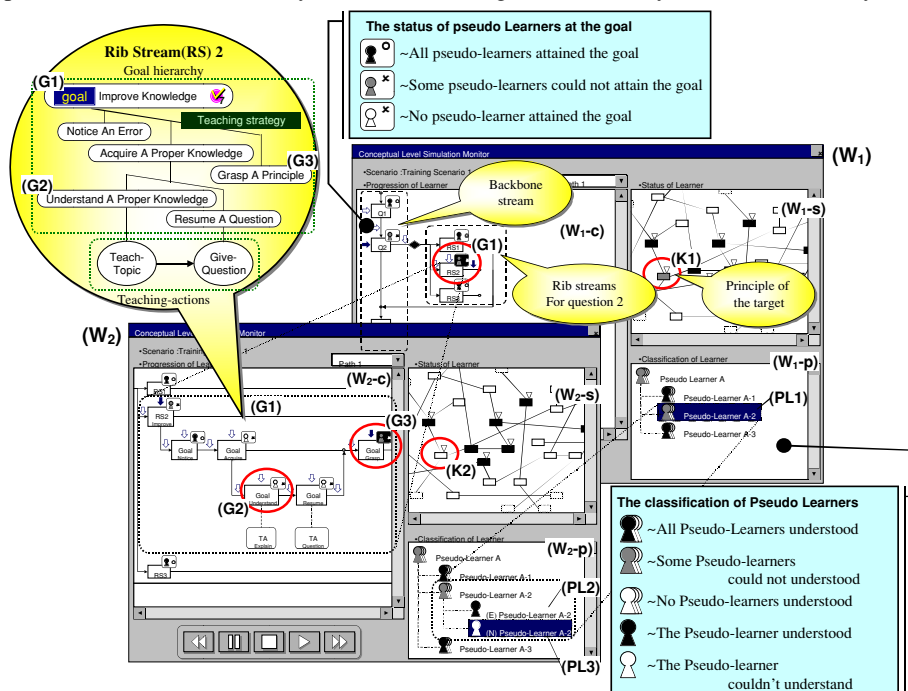 The status of pseudo Learners at the goal
~All pseudo-learners attained the goal
~Some pseudo-learners could not attain the goal
~No pseudo-learner attained the goal
Rib Stream(RS) 2
Goal hierarchy
(G1)
goal Improve Knowledge
Teaching strategy
Notice An Error
Acquire A Proper Knowledge
(G3)
Grasp A Principle
(G2)
Understand A Proper Knowledge
Resume A Question
Teach-
Topic
Give-
Question
Teaching-actions
(W1)
Conceptual Level Simulation Monitor
•Scenario :Training Scenario 1
•Progression of Learner
•Status of Learner
Backbone
stream
Q1
Q2
(W1-c)
(W1-s)
RS1
(G1)
RS2
(K1)
Rib streams
For question 2
Principle of
the target
•Classification of Learner
(W1-p)
Pseudo Learner A
Pseudo-Learner A-1
(PL1)
Pseudo-Learner A-2
Pseudo-Learner A-3
(W2)
Conceptual Level Monitor
•Scenario :Training
•Progression of Learner
Path 1
•Status of Learner
(W2-c)
(W2-s)
RS2
Improve
(G1)
(G3)
Goal
Notice
Goal
Acquire
Goal
Grasp
(K2)
(G2)
Goal
Understand
Goal
Resume
TA
Explain
TA
Question
RS3
•Classification of Learner
(W2-p)
Pseudo-Learner A
Pseudo-Learner A-1
Pseudo-Learner A-2
(PL2)
(E) Pseudo-Learner A-2
(N) Pseudo-Learner A-2
Pseudo-Learner A-3
(PL3)
The classification of Pseudo Learners
~All Pseudo-Learners understood
~Some Pseudo-learners
could not understood
~No Pseudo-learners understood
~The Pseudo-learner understood
~The Pseudo-learner
couldn't understand